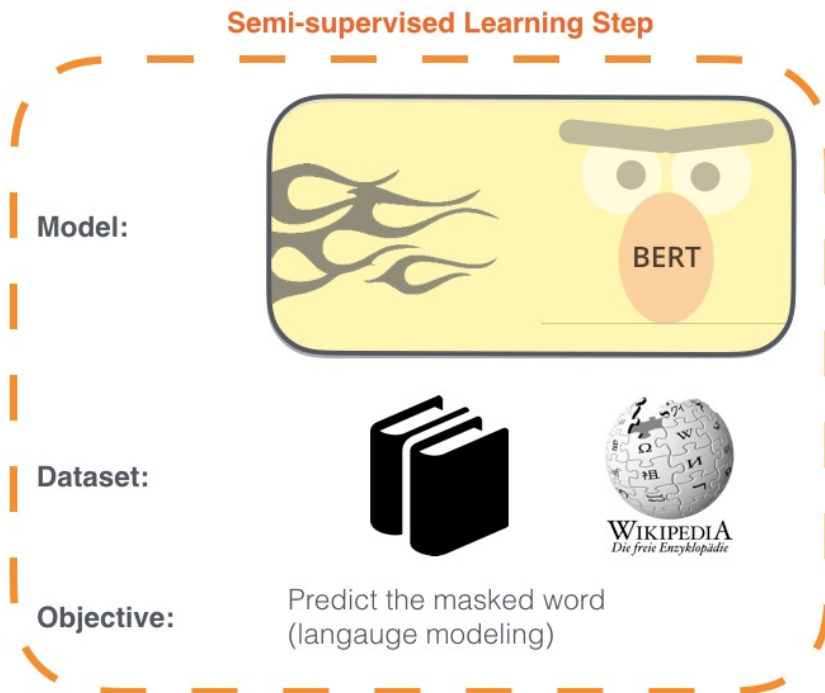 Semi-supervised Learning Step
Model:
BERT
Dataset:
WIKIPEDIA
Die freie Enzyklopädie
Objective:
Predict the masked word
(langauge modeling)